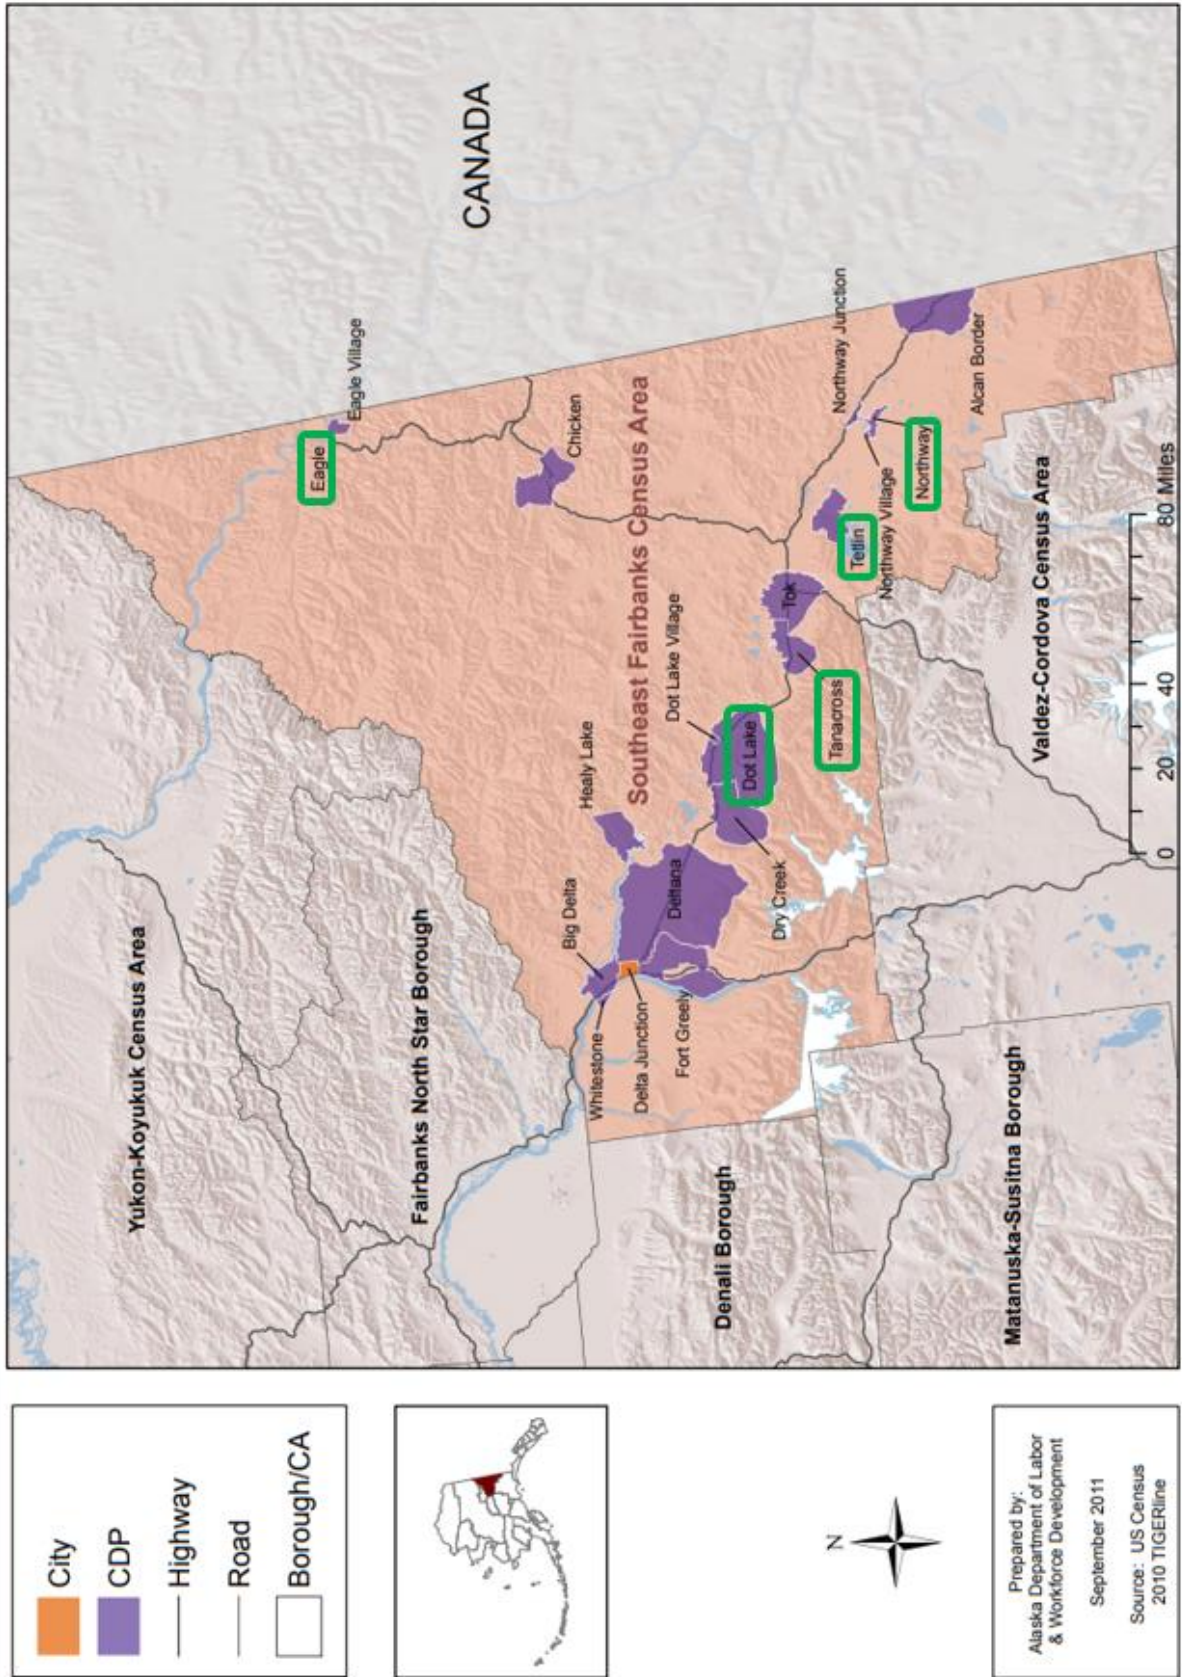 City
CDP
Highway
Road
Borough/CA
N
Prepared by:
Alaska Department of Labor
& Workforce Development
September 2011
Source: US Census
2010 TIGERline
Yukon-Koyukuk Census Area
Fairbanks North Star Borough
Denali Borough
Matanuska-Susitna Borough
Valdez-Cordova Census Area
Southeast Fairbanks Census Area
CANADA
Eagle
Eagle Village
Chicken
Healy Lake
Big Delta
Whitestone
Delta Junction
Fort Greely
Deltana
Dry Creek
Dot Lake Village
Dot Lake
Tanacross
Tok
Tetlin
Northway Junction
Northway Village
Northway
Alcan Border
0 20 40 80 Miles